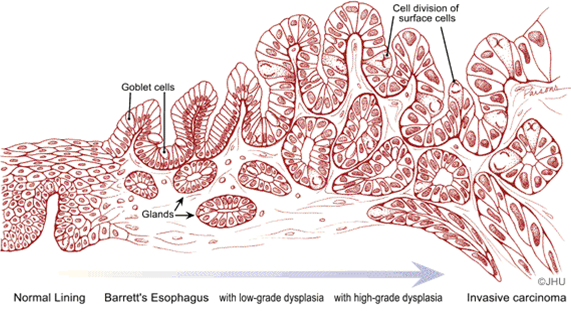 Cell division of
surface cells
Goblet cells
Parsons
Glands
©JHU
Normal Lining
Barrett's Esophagus
with low-grade dysplasia
with high-grade dysplasia
Invasive carcinoma